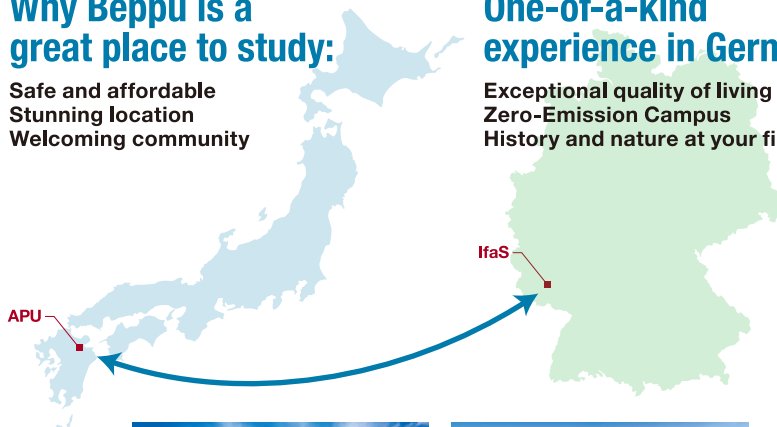 Why Beppu is a
great place to study:
Safe and affordable
Stunning location
Welcoming community
One-of-a-kind
experience in Germ
Exceptional quality of living
Zero-Emission Campus
History and nature at your fi
IfaS
APU